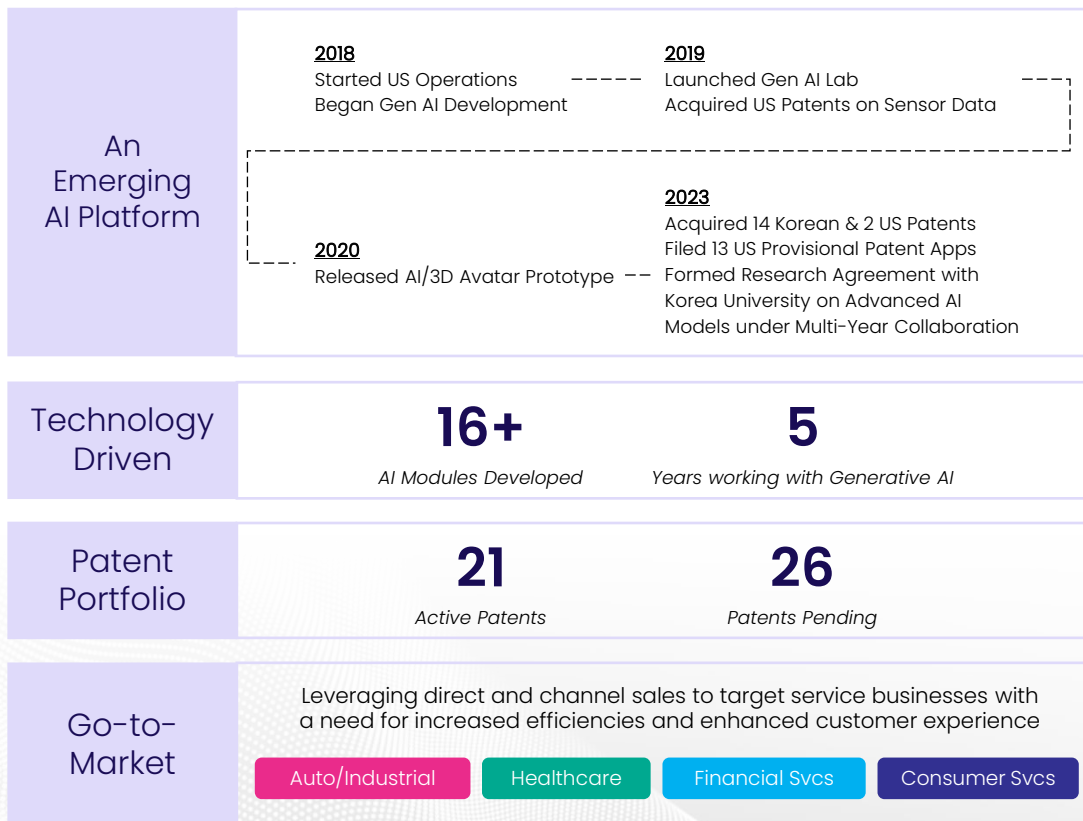 An
Emerging
AI Platform
2018
Started US Operations
Began Gen AI Development
2019
Launched Gen AI Lab
Acquired US Patents on Sensor Data
2020
Released AI/3D Avatar Prototype
2023
Acquired 14 Korean & 2 US Patents
Filed 13 US Provisional Patent Apps
Formed Research Agreement with
Korea University on Advanced AI
Models under Multi-Year Collaboration
Technology
Driven
16+
AI Modules Developed
5
Years working with Generative AI
Patent
Portfolio
21
Active Patents
26
Patents Pending
Go-to-
Market
Leveraging direct and channel sales to target service businesses with
a need for increased efficiencies and enhanced customer experience
Auto/Industrial
Healthcare
Financial Svcs
Consumer Svcs